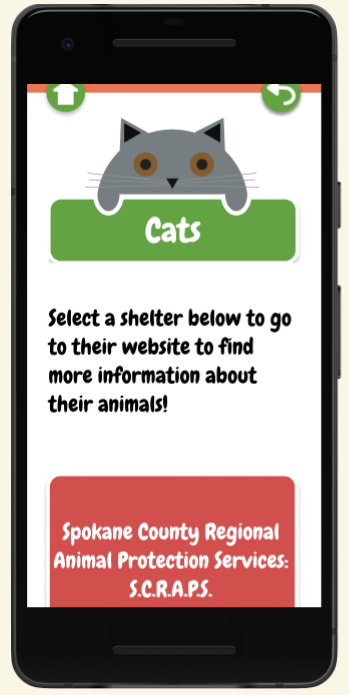 Cats
Select a shelter below to go
to their website to find
more information about
their animals!
Spokane County Regional
Animal Protection Services:
S.C.R.A.P.S.